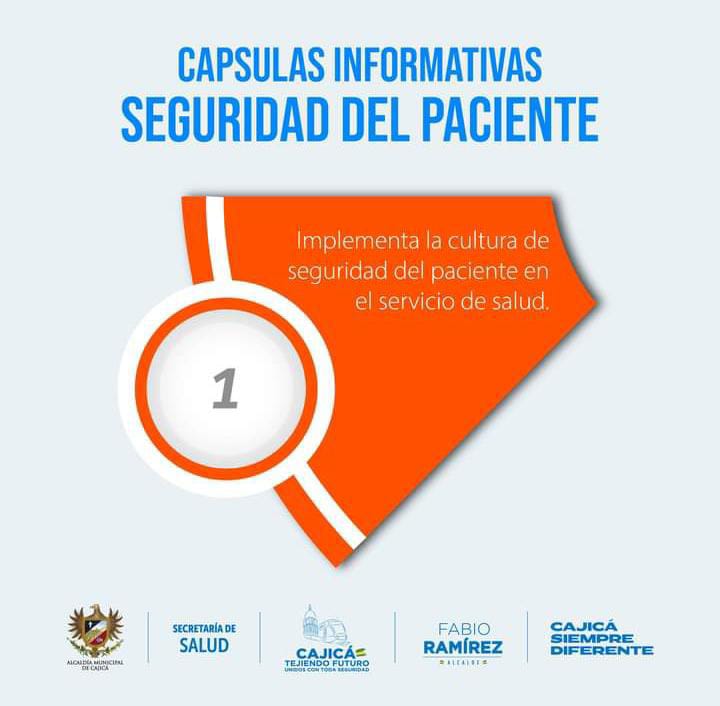 CAPSULAS INFORMATIVAS
SEGURIDAD DEL PACIENTE
Implementa la cultura de
seguridad del paciente en
el servicio de salud.
1
ALCALDÍA MUNICIPAL
DE CAJICÁ
SECRETARÍA DE
SALUD
CAJICÁ
TEJIENDO FUTURO
UNIDOS CON TODA SEGURIDAD
FABIO
RAMÍREZ
ALCALDE
CAJICÁ
SIEMPRE
DIFERENTE